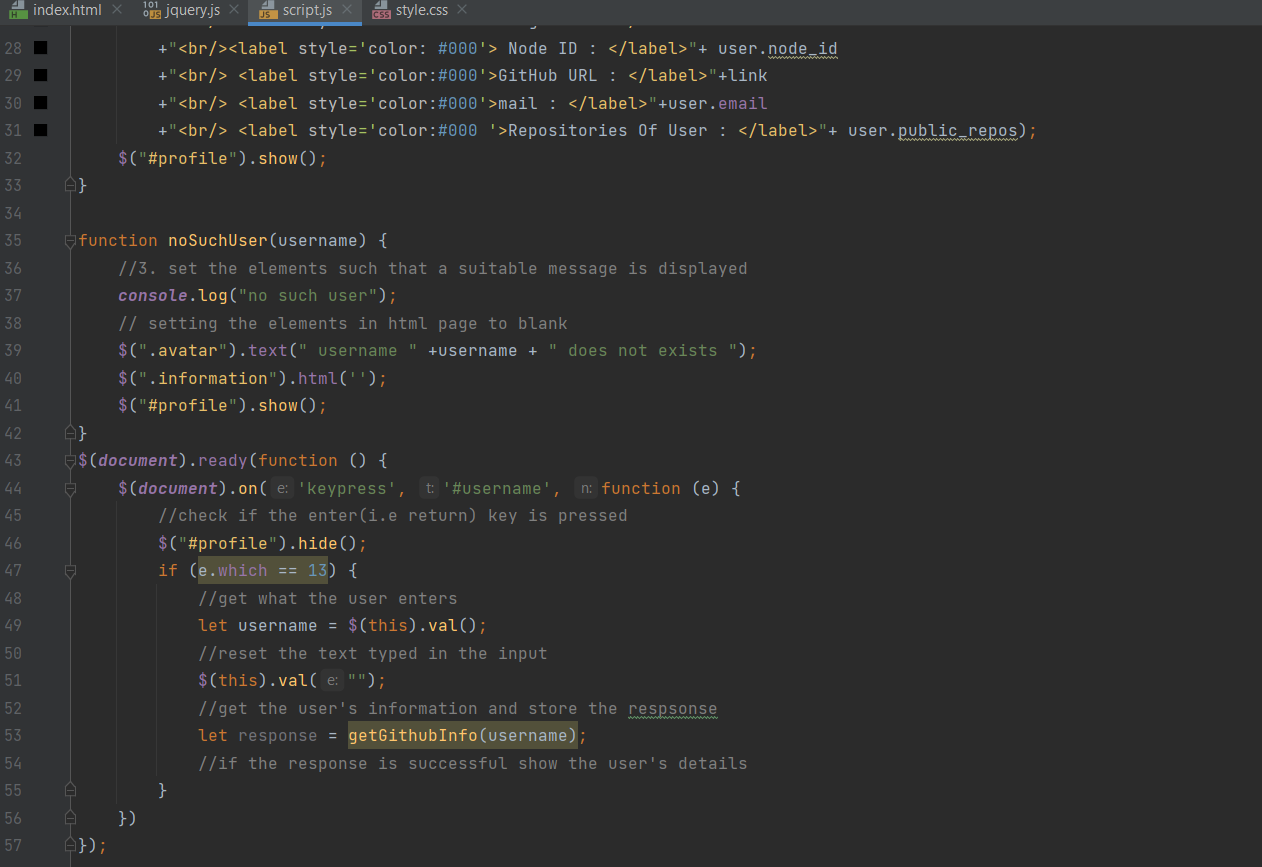 index.html jquery.js script.js style.css
28 +"<br/><label style='color: #000'> Node ID : </label>"+ user.node_id
29 +"<br/> <label style='color:#000'>GitHub URL : </label>"+link
30 +"<br/> <label style='color:#000'>mail : </label>"+user.email
31 +"<br/> <label style='color:#000 '>Repositories Of User : </label>"+ user.public_repos);
32 $("#profile").show();
33 }
34
35 function noSuchUser(username) {
36 //3. set the elements such that a suitable message is displayed
37 console.log("no such user");
38 // setting the elements in html page to blank
39 $(".avatar").text(" username " +username + " does not exists ");
40 $(".information").html('');
41 $("#profile").show();
42 }
43 $(document).ready(function () {
44 $(document).on( e: 'keypress', t: '#username', n: function (e) {
45 //check if the enter(i.e return) key is pressed
46 $("#profile").hide();
47 if (e.which == 13) {
48 //get what the user enters
49 let username = $(this).val();
50 //reset the text typed in the input
51 $(this).val( e: "");
52 //get the user's information and store the respsonse
53 let response = getGithubInfo(username);
54 //if the response is successful show the user's details
55 }
56 })
57 });